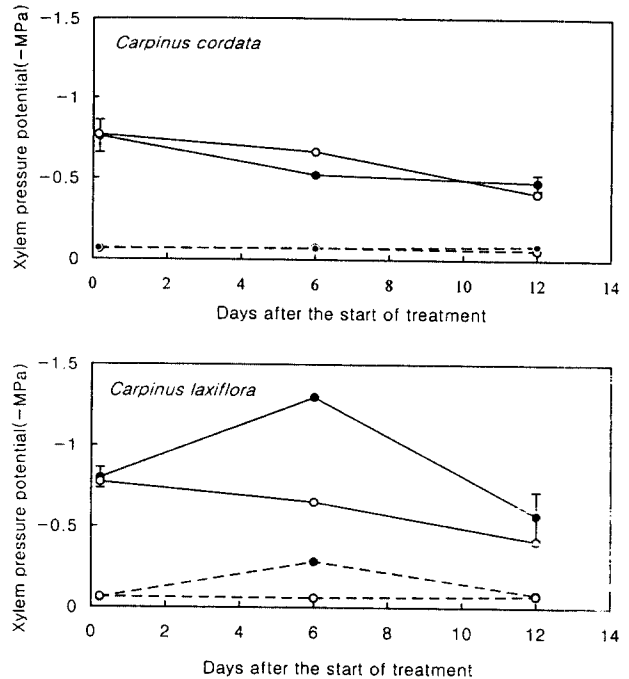 −1.5
Carpinus cordata
−1
−0.5
0
Xylem pressure potential(−MPa)
0 2 4 6 8 10 12 14
Days after the start of treatment
−1.5
Carpinus laxiflora
−1
−0.5
0
Xylem pressure potential(−MPa)
0 2 4 6 8 10 12 14
Days after the start of treatment